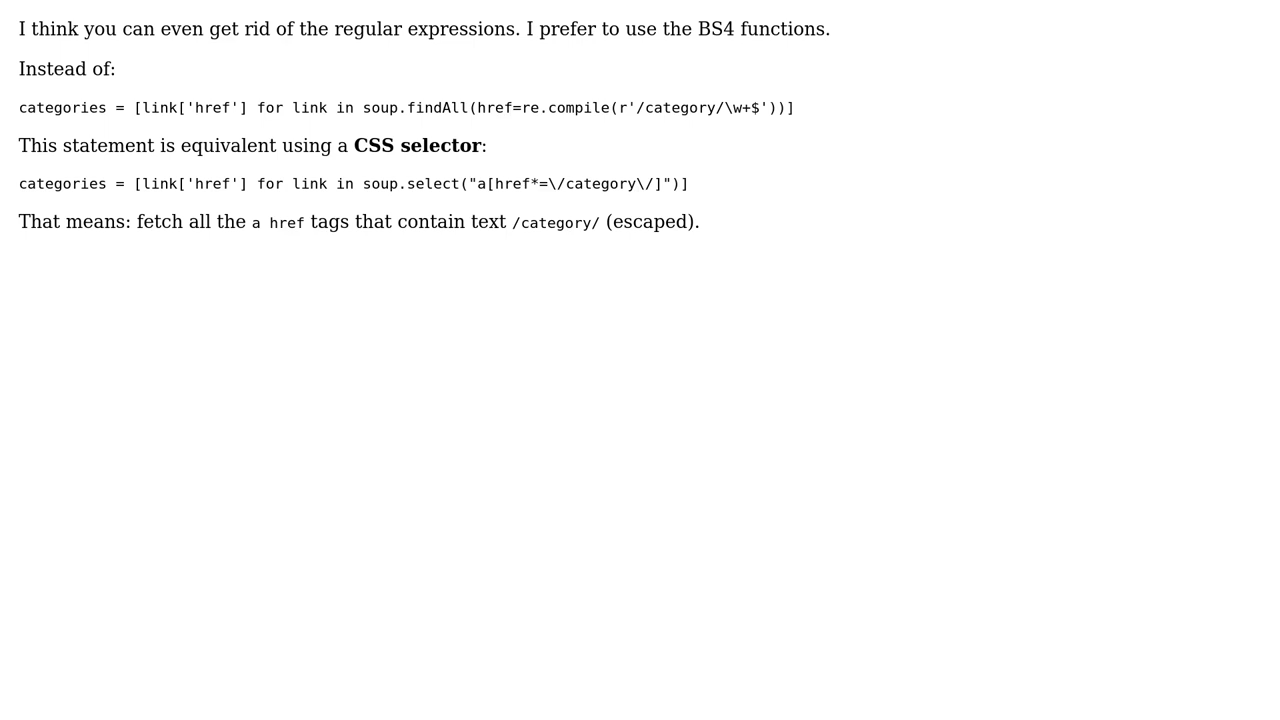 I think you can even get rid of the regular expressions. I prefer to use the BS4 functions.
Instead of:
categories = [link['href'] for link in soup.findAll(href=re.compile(r'/category/\w+$'))]
This statement is equivalent using a CSS selector:
categories = [link['href'] for link in soup.select("a[href*=\/category\/]")]
That means: fetch all the a href tags that contain text /category/ (escaped).